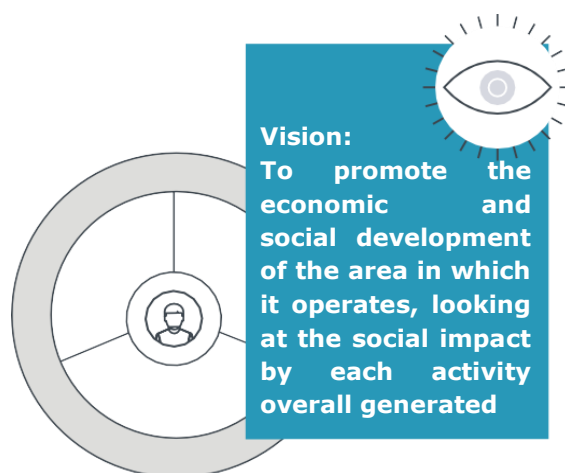 Vision:
To promote the
economic and
social development
of the area in which
it operates, looking
at the social impact
by each activity
overall generated